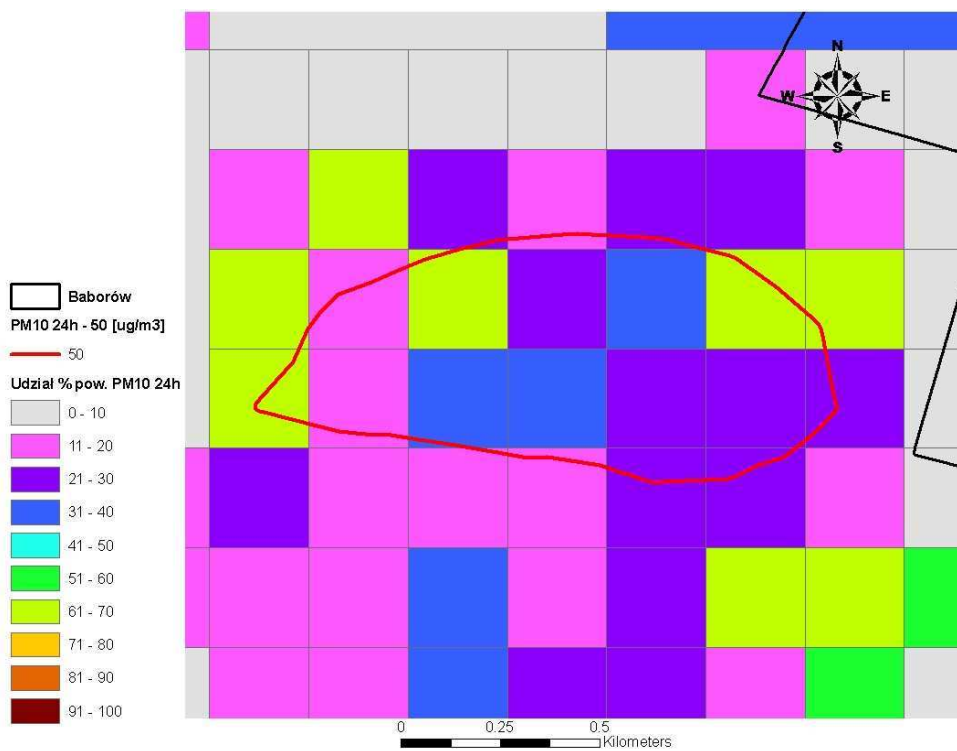 N
W E
S
Baborów
PM10 24h - 50 [ug/m3]
50
Udział % pow. PM10 24h
0 - 10
11 - 20
21 - 30
31 - 40
41 - 50
51 - 60
61 - 70
71 - 80
81 - 90
91 - 100
0 0.25 0.5
Kilometers